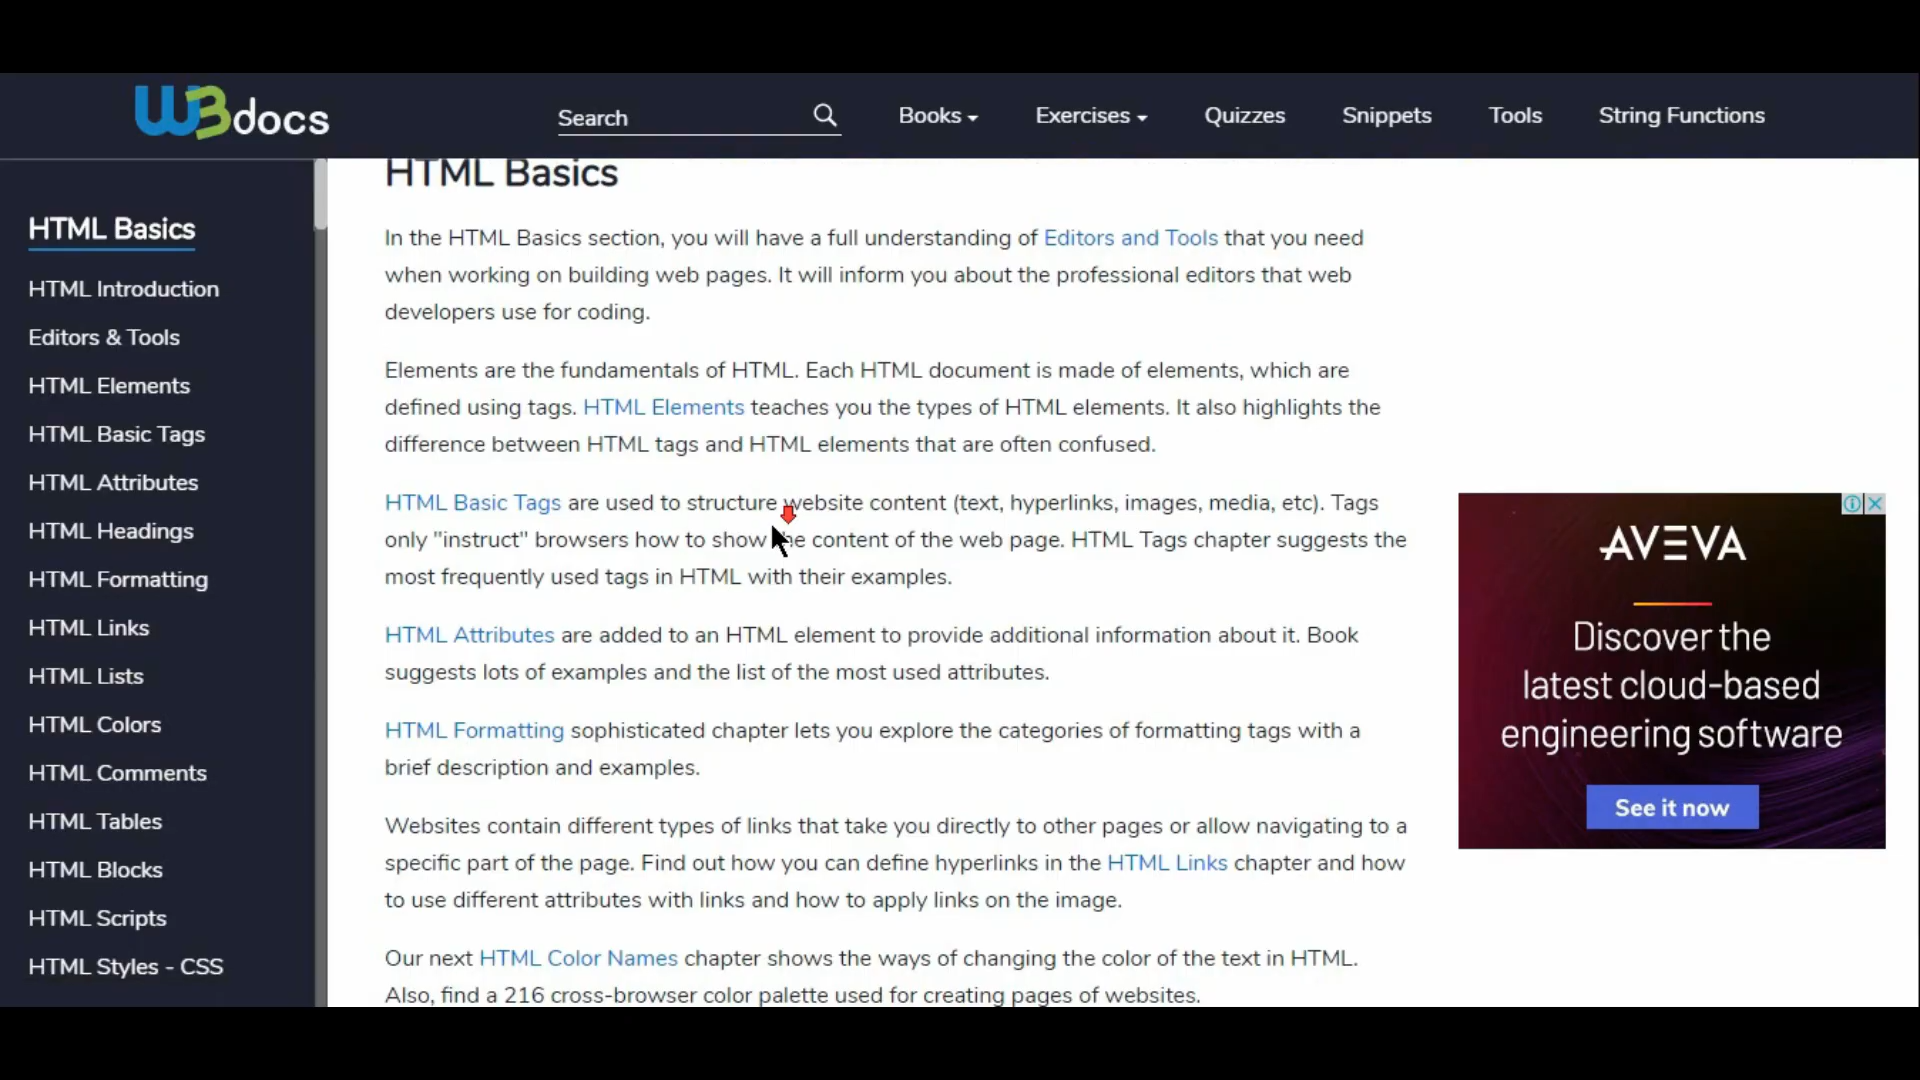 W3docs
Search
Books
Exercises
Quizzes
Snippets
Tools
String Functions
HTML Basics
HTML Introduction
Editors & Tools
HTML Elements
HTML Basic Tags
HTML Attributes
HTML Headings
HTML Formatting
HTML Links
HTML Lists
HTML Colors
HTML Comments
HTML Tables
HTML Blocks
HTML Scripts
HTML Styles - CSS
HTML Basics
In the HTML Basics section, you will have a full understanding of Editors and Tools that you need
when working on building web pages. It will inform you about the professional editors that web
developers use for coding.
Elements are the fundamentals of HTML. Each HTML document is made of elements, which are
defined using tags. HTML Elements teaches you the types of HTML elements. It also highlights the
difference between HTML tags and HTML elements that are often confused.
HTML Basic Tags are used to structure website content (text, hyperlinks, images, media, etc). Tags
only "instruct" browsers how to show the content of the web page. HTML Tags chapter suggests the
most frequently used tags in HTML with their examples.
HTML Attributes are added to an HTML element to provide additional information about it. Book
suggests lots of examples and the list of the most used attributes.
HTML Formatting sophisticated chapter lets you explore the categories of formatting tags with a
brief description and examples.
Websites contain different types of links that take you directly to other pages or allow navigating to a
specific part of the page. Find out how you can define hyperlinks in the HTML Links chapter and how
to use different attributes with links and how to apply links on the image.
Our next HTML Color Names chapter shows the ways of changing the color of the text in HTML.
Also, find a 216 cross-browser color palette used for creating pages of websites.
AVEVA
Discover the
latest cloud-based
engineering software
See it now